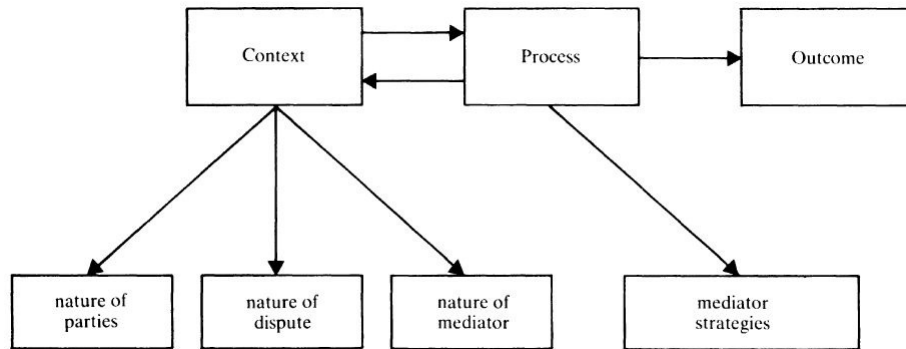 Context
Process
Outcome
nature of
parties
nature of
dispute
nature of
mediator
mediator
strategies